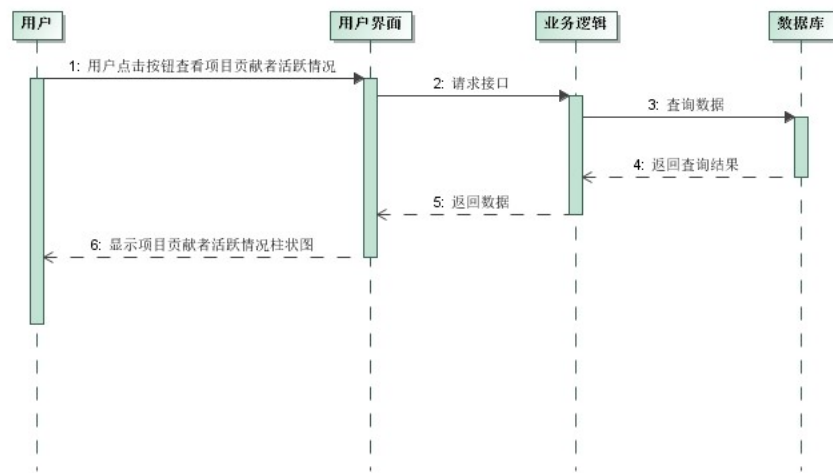 用户
用户界面
业务逻辑
数据库
1: 用户点击按钮查看项目贡献者活跃情况
2: 请求接口
3: 查询数据
4: 返回查询结果
5: 返回数据
6: 显示项目贡献者活跃情况柱状图